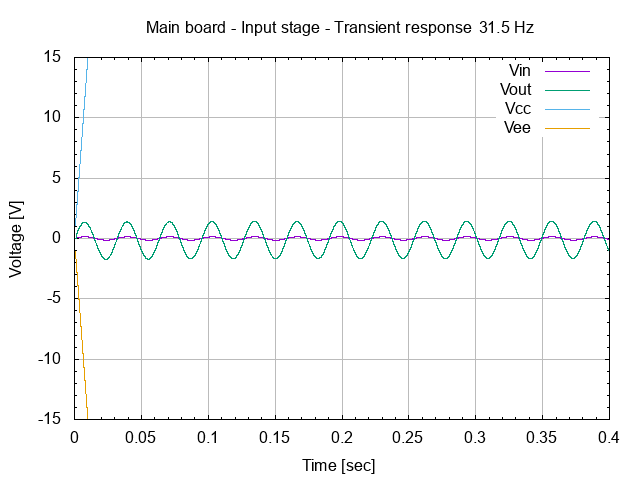 Main board - Input stage - Transient response 31.5 Hz
Vin
Vout
Vcc
Vee
Voltage [V]
15
10
5
0
-5
-10
-15
0 0.05 0.1 0.15 0.2 0.25 0.3 0.35 0.4
Time [sec]